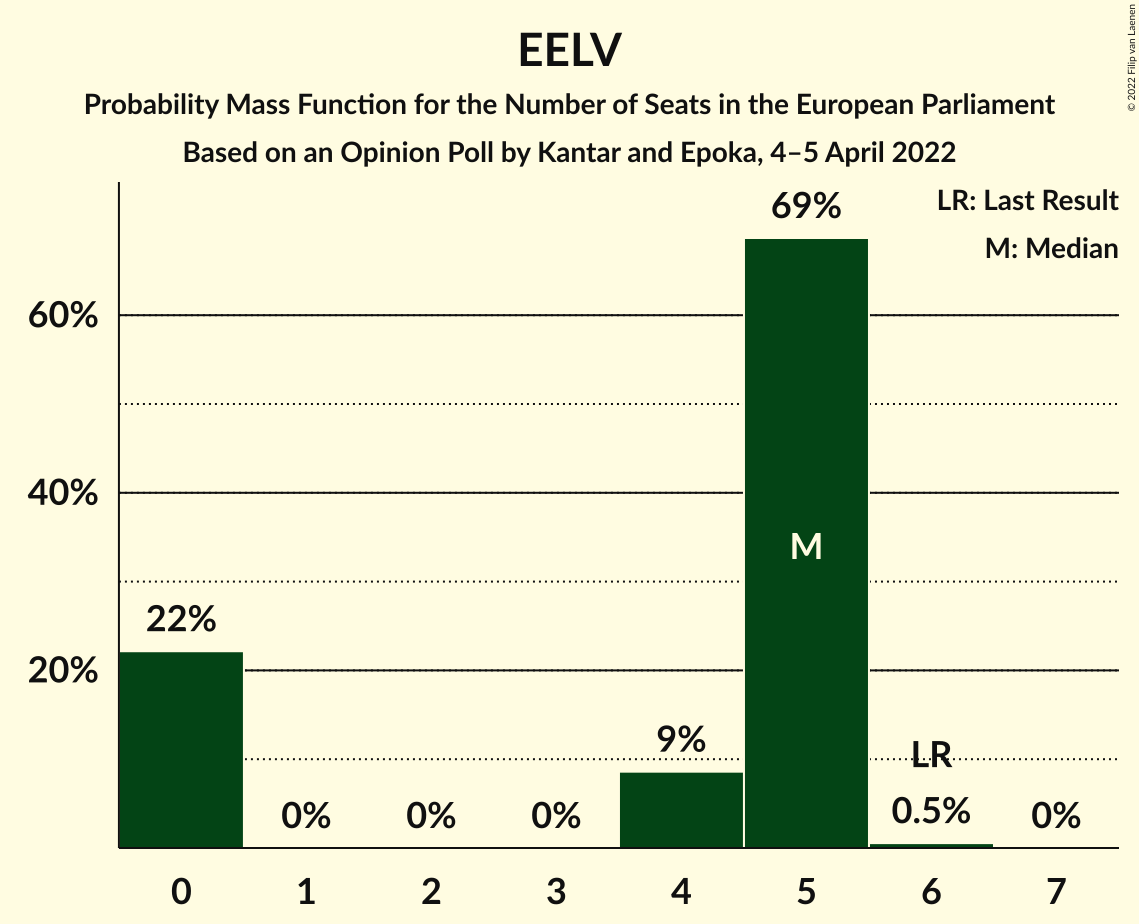 EELV
Probability Mass Function for the Number of Seats in the European Parliament
Based on an Opinion Poll by Kantar and Epoka, 4–5 April 2022
© 2022 Filip van Laenen
LR: Last Result
M: Median
60%
40%
20%
22%
0%
0%
0%
9%
69%
M
LR
0.5%
0%
0
1
2
3
4
5
6
7